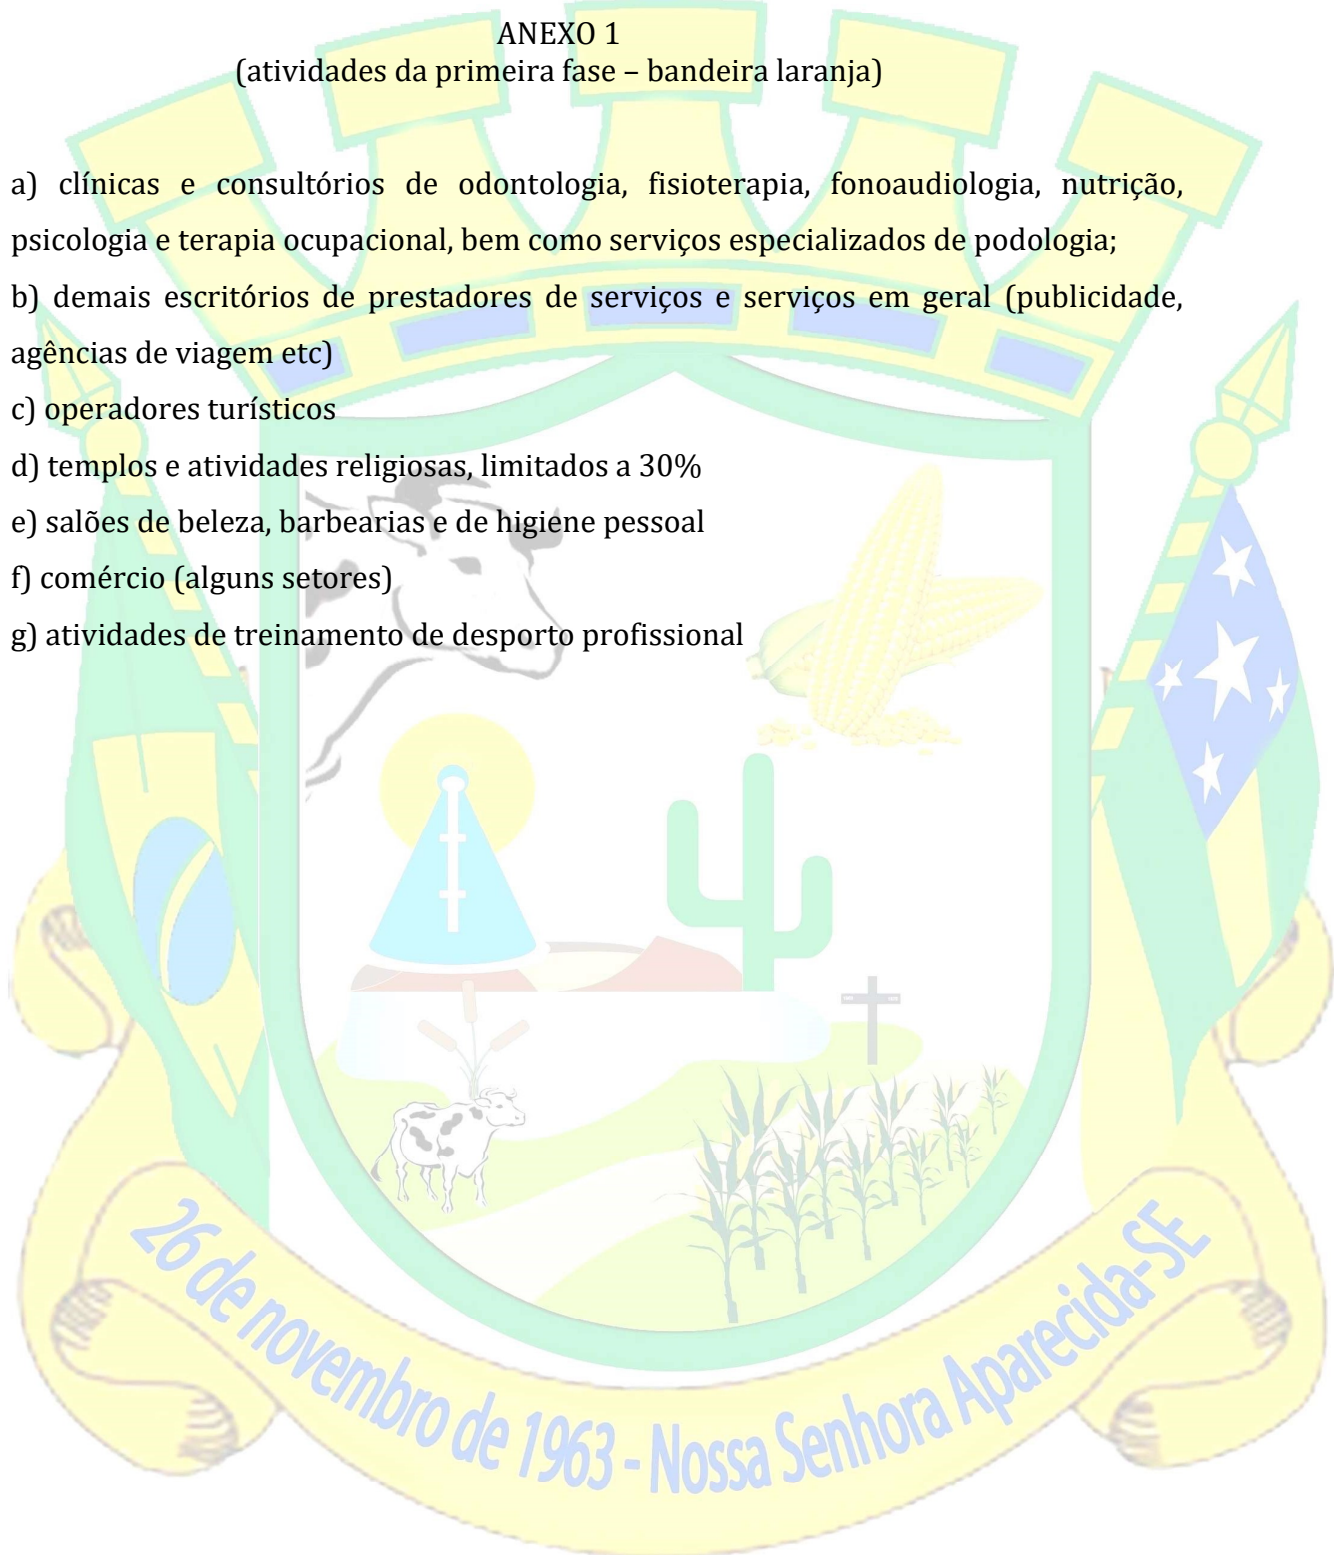 ANEXO 1
(atividades da primeira fase – bandeira laranja)
a) clínicas e consultórios de odontologia, fisioterapia, fonoaudiologia, nutrição,
psicologia e terapia ocupacional, bem como serviços especializados de podologia;
b) demais escritórios de prestadores de serviços e serviços em geral (publicidade,
agências de viagem etc)
c) operadores turísticos
d) templos e atividades religiosas, limitados a 30%
e) salões de beleza, barbearias e de higiene pessoal
f) comércio (alguns setores)
g) atividades de treinamento de desporto profissional
26 de novembro de 1963 - Nossa Senhora Aparecida-SE